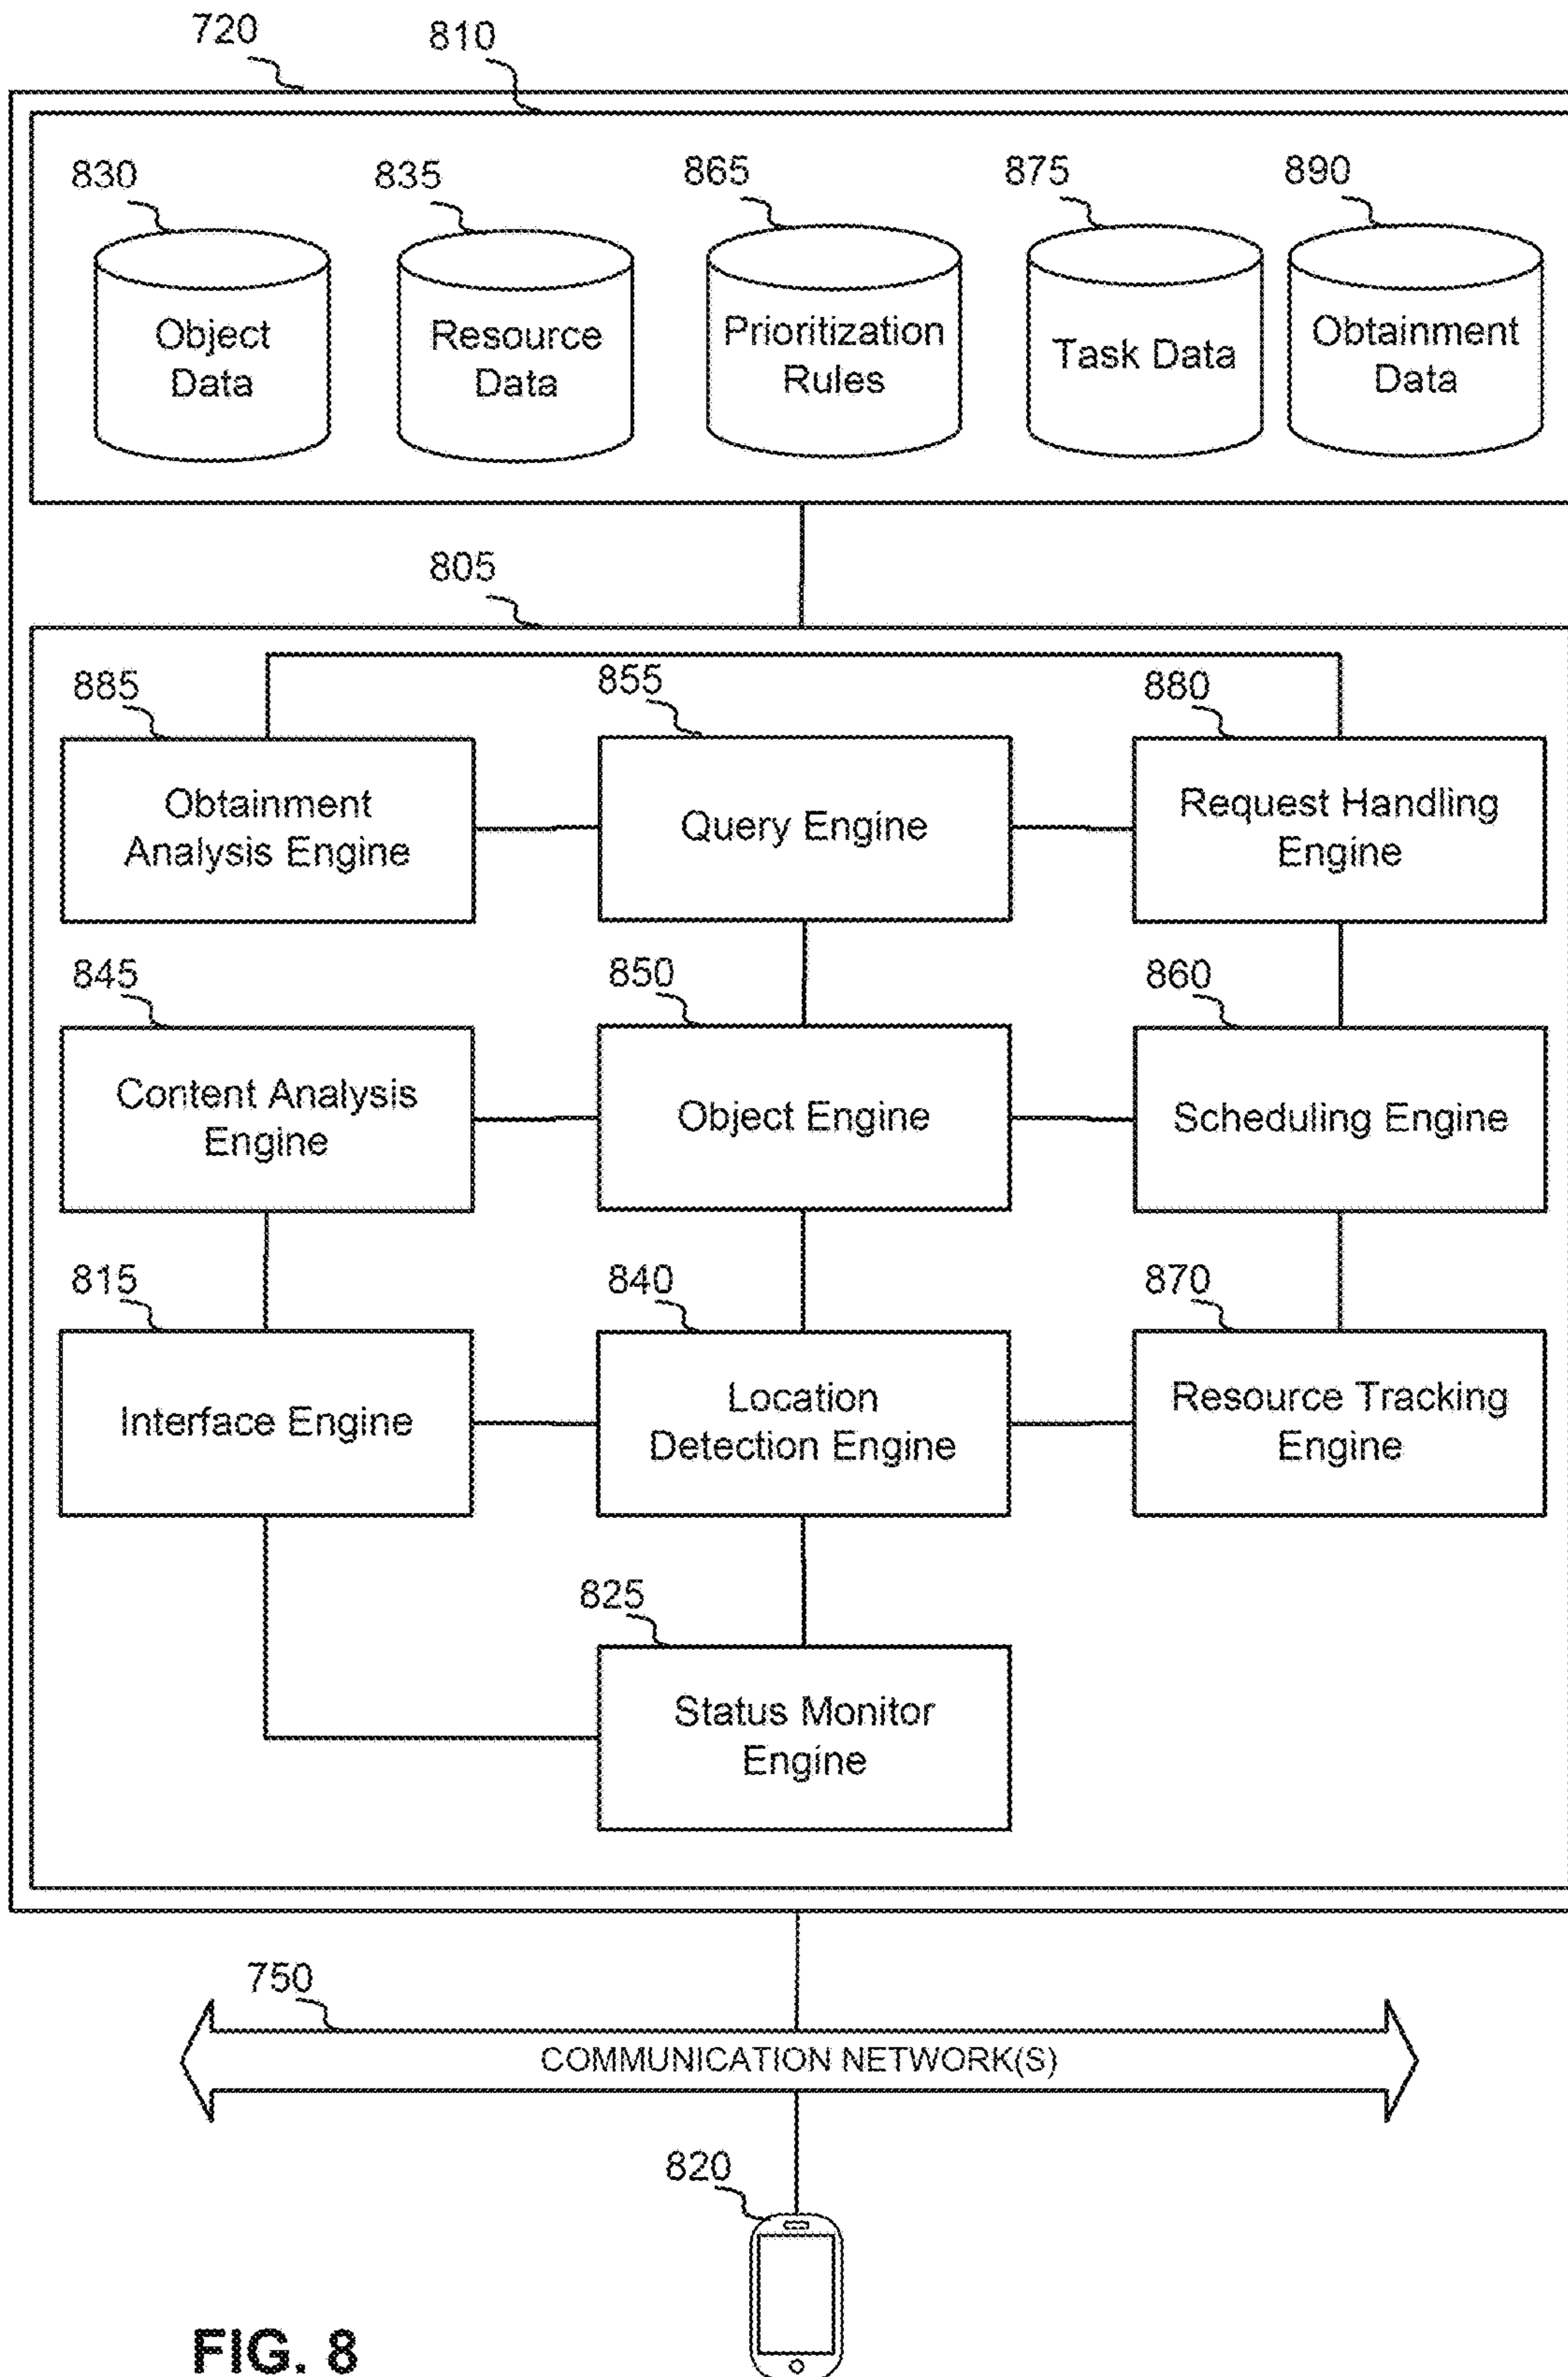 720
810
830
835
865
875
890
Object
Data
Resource
Data
Prioritization
Rules
Task Data
Obtainment
Data
805
885
855
880
Obtainment
Analysis Engine
Query Engine
Request Handling
Engine
845
850
860
Content Analysis
Engine
Object Engine
Scheduling Engine
815
840
870
Interface Engine
Location
Detection Engine
Resource Tracking
Engine
825
Status Monitor
Engine
750
COMMUNICATION NETWORK(S)
820
FIG. 8